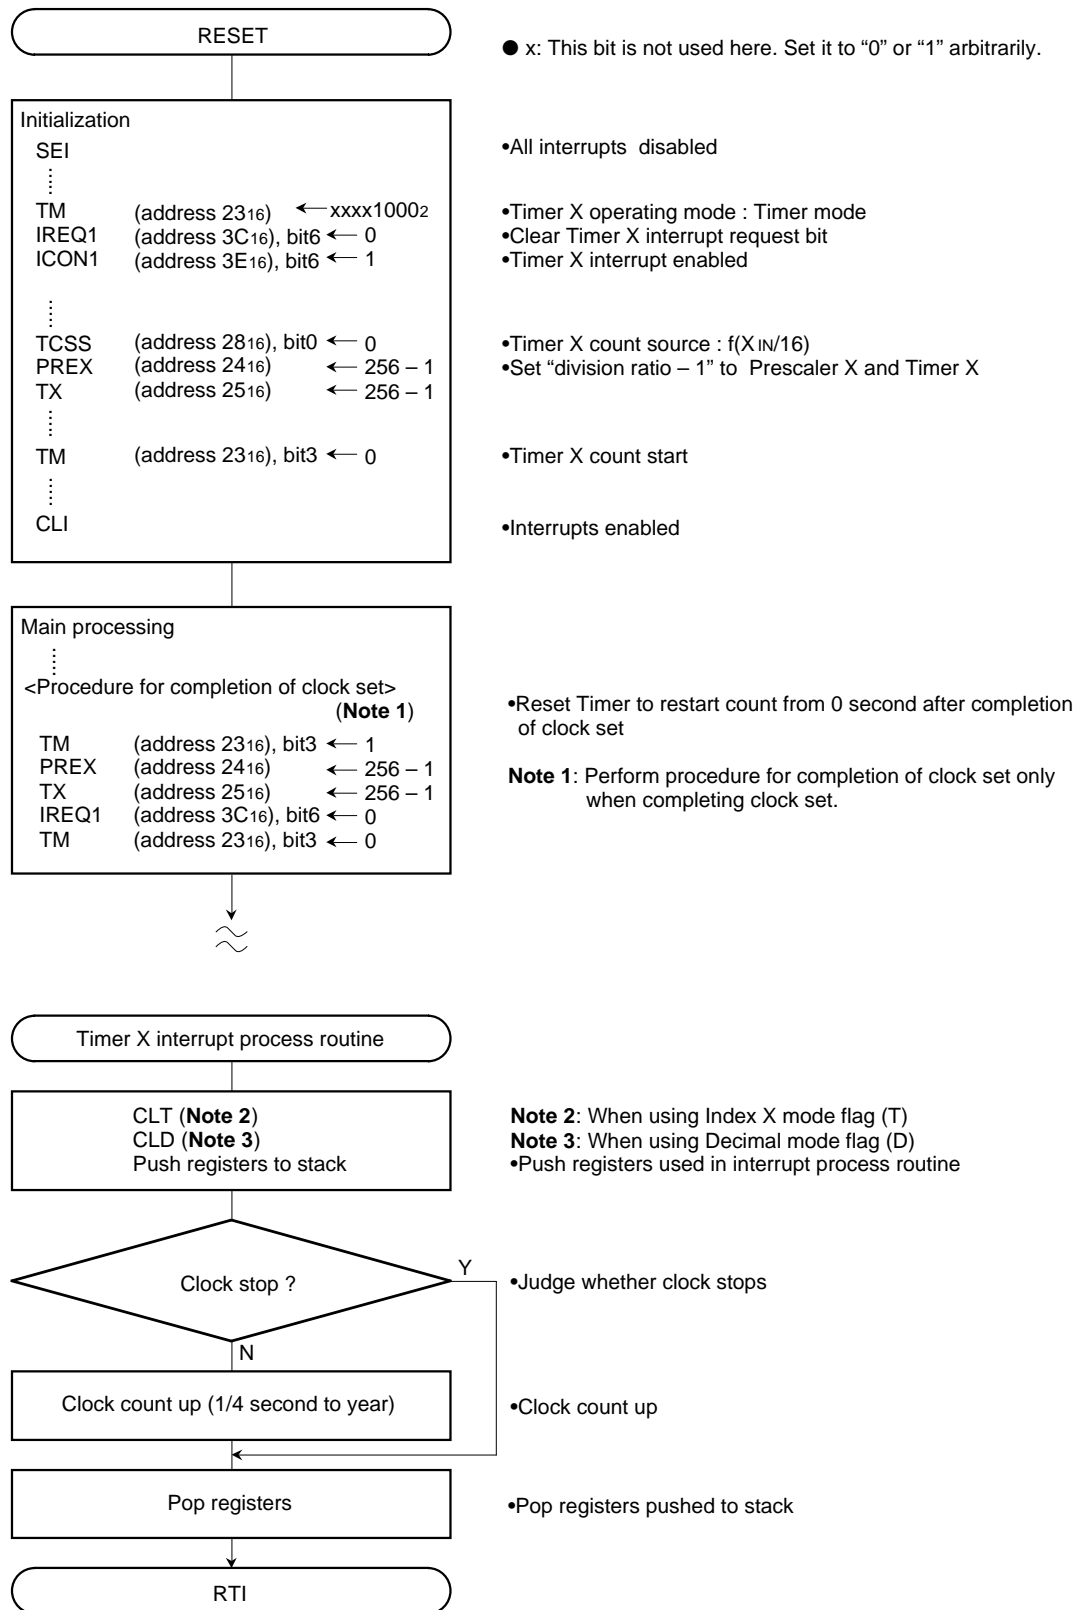 RESET
● x: This bit is not used here. Set it to “0” or “1” arbitrarily.
Initialization
SEI
•All interrupts disabled
TM (address 2316) ← xxxx10002
•Timer X operating mode : Timer mode
IREQ1 (address 3C16), bit6 ← 0
•Clear Timer X interrupt request bit
ICON1 (address 3E16), bit6 ← 1
•Timer X interrupt enabled
TCSS (address 2816), bit0 ← 0
•Timer X count source : f(XIN/16)
PREX (address 2416) ← 256 – 1
•Set “division ratio – 1” to Prescaler X and Timer X
TX (address 2516) ← 256 – 1
TM (address 2316), bit3 ← 0
•Timer X count start
CLI
•Interrupts enabled
Main processing
<Procedure for completion of clock set>
(Note 1)
•Reset Timer to restart count from 0 second after completion
of clock set
TM (address 2316), bit3 ← 1
PREX (address 2416) ← 256 – 1
TX (address 2516) ← 256 – 1
IREQ1 (address 3C16), bit6 ← 0
TM (address 2316), bit3 ← 0
Note 1: Perform procedure for completion of clock set only
when completing clock set.
Timer X interrupt process routine
CLT (Note 2)
CLD (Note 3)
Push registers to stack
Note 2: When using Index X mode flag (T)
Note 3: When using Decimal mode flag (D)
•Push registers used in interrupt process routine
Clock stop ?
Y
•Judge whether clock stops
N
Clock count up (1/4 second to year)
•Clock count up
Pop registers
•Pop registers pushed to stack
RTI